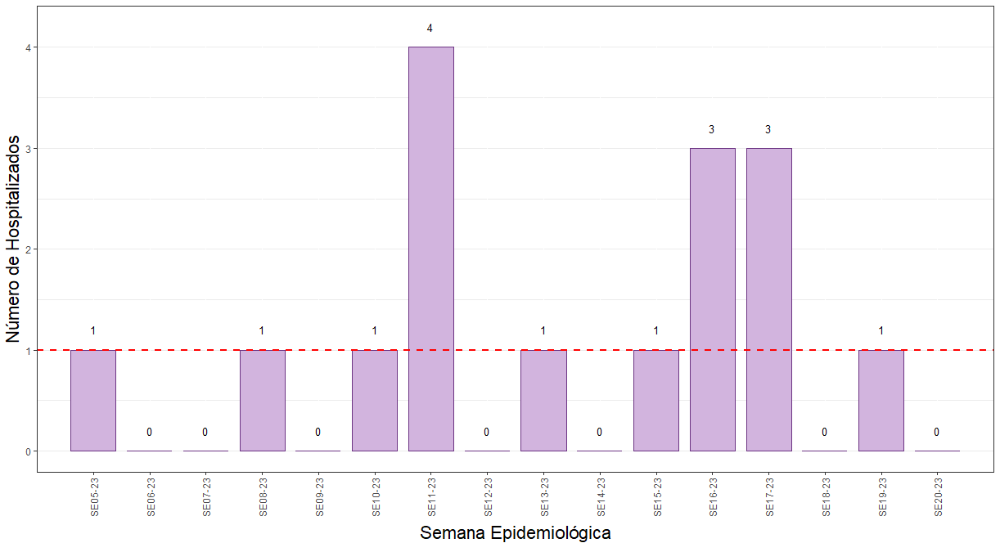 Número de Hospitalizados
4
3
2
1
0
1
0
0
1
0
1
4
0
1
0
1
3
3
0
1
0
SE05-23
SE06-23
SE07-23
SE08-23
SE09-23
SE10-23
SE11-23
SE12-23
SE13-23
SE14-23
SE15-23
SE16-23
SE17-23
SE18-23
SE19-23
SE20-23
Semana Epidemiológica